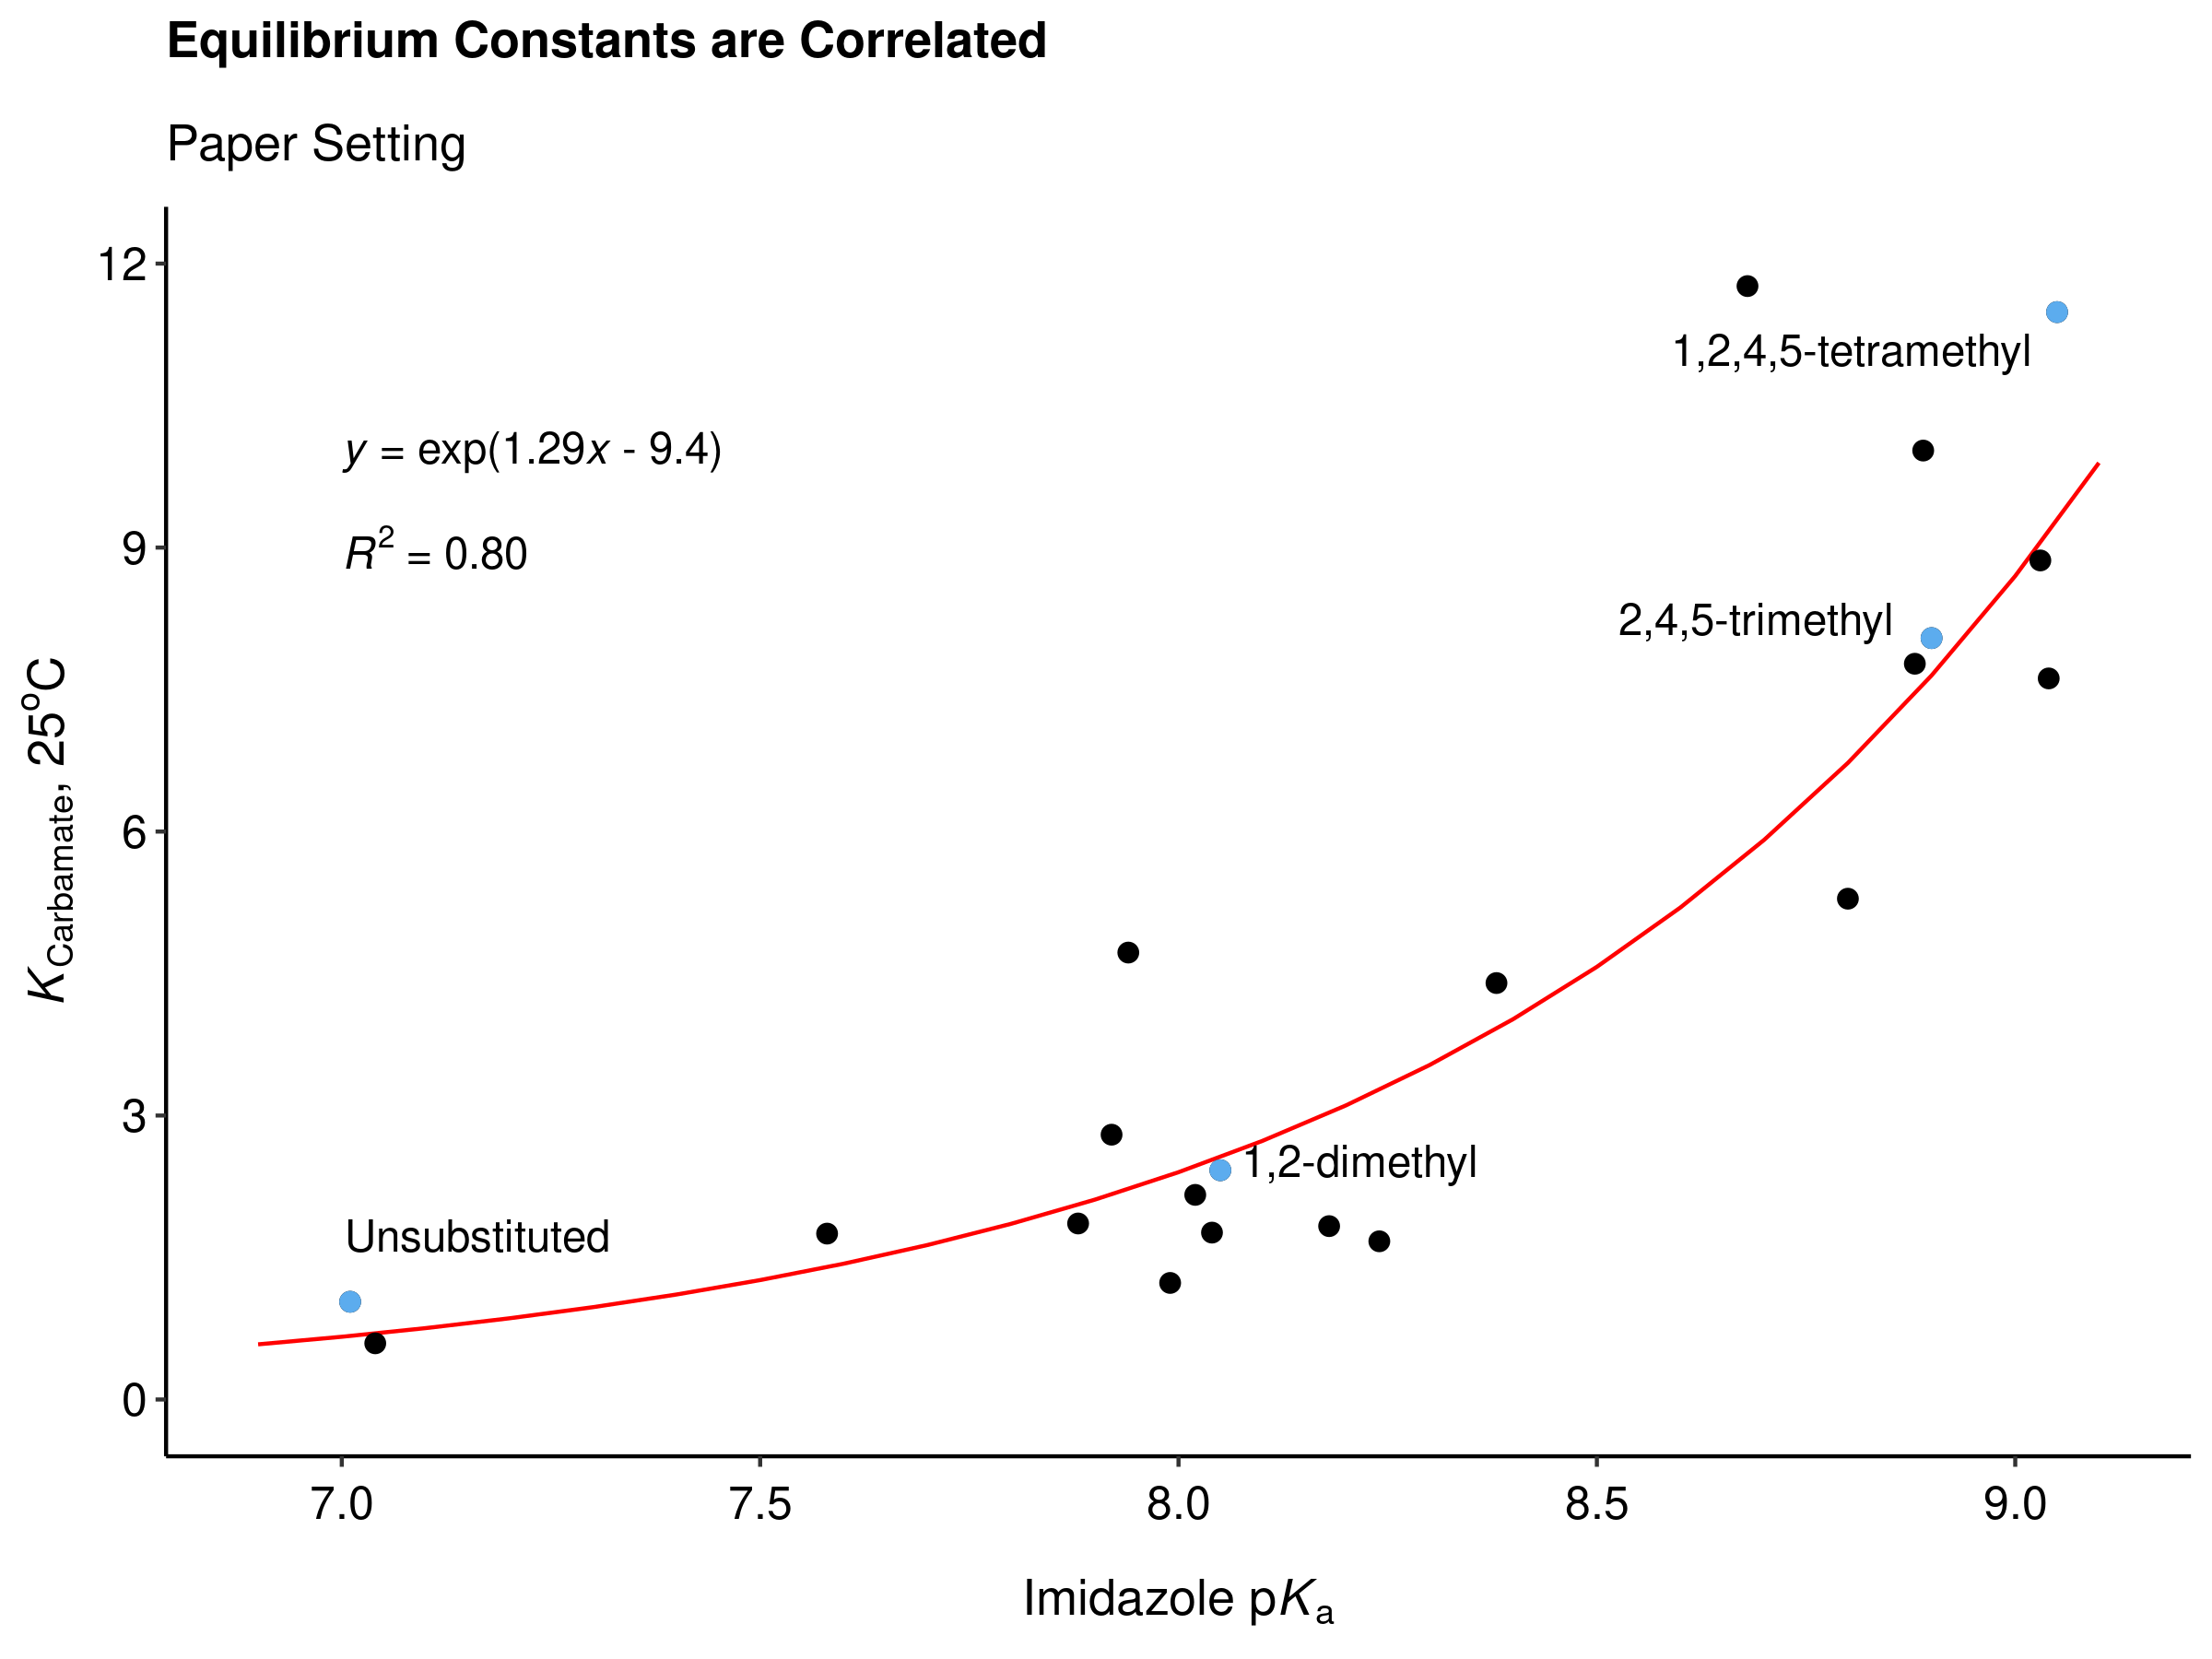 Equilibrium Constants are Correlated
Paper Setting
12
9
6
3
0
K Carbamate, 25°C
y = exp(1.29x - 9.4)
R² = 0.80
1,2,4,5-tetramethyl
2,4,5-trimethyl
1,2-dimethyl
Unsubstituted
7.0 7.5 8.0 8.5 9.0
Imidazole pKa